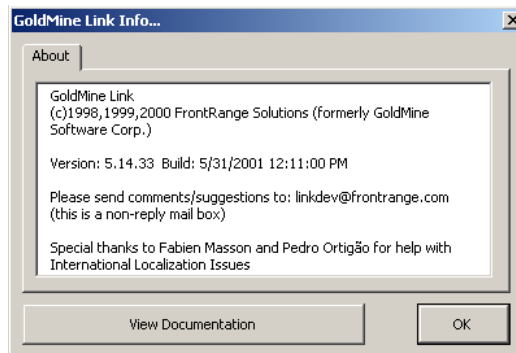 GoldMine Link Info...
About
GoldMine Link
(c)1998,1999,2000 FrontRange Solutions (formerly GoldMine
Software Corp.)
Version: 5.14.33 Build: 5/31/2001 12:11:00 PM
Please send comments/suggestions to: linkdev@frontrange.com
(this is a non-reply mail box)
Special thanks to Fabien Masson and Pedro Ortigão for help with
International Localization Issues
View Documentation
OK